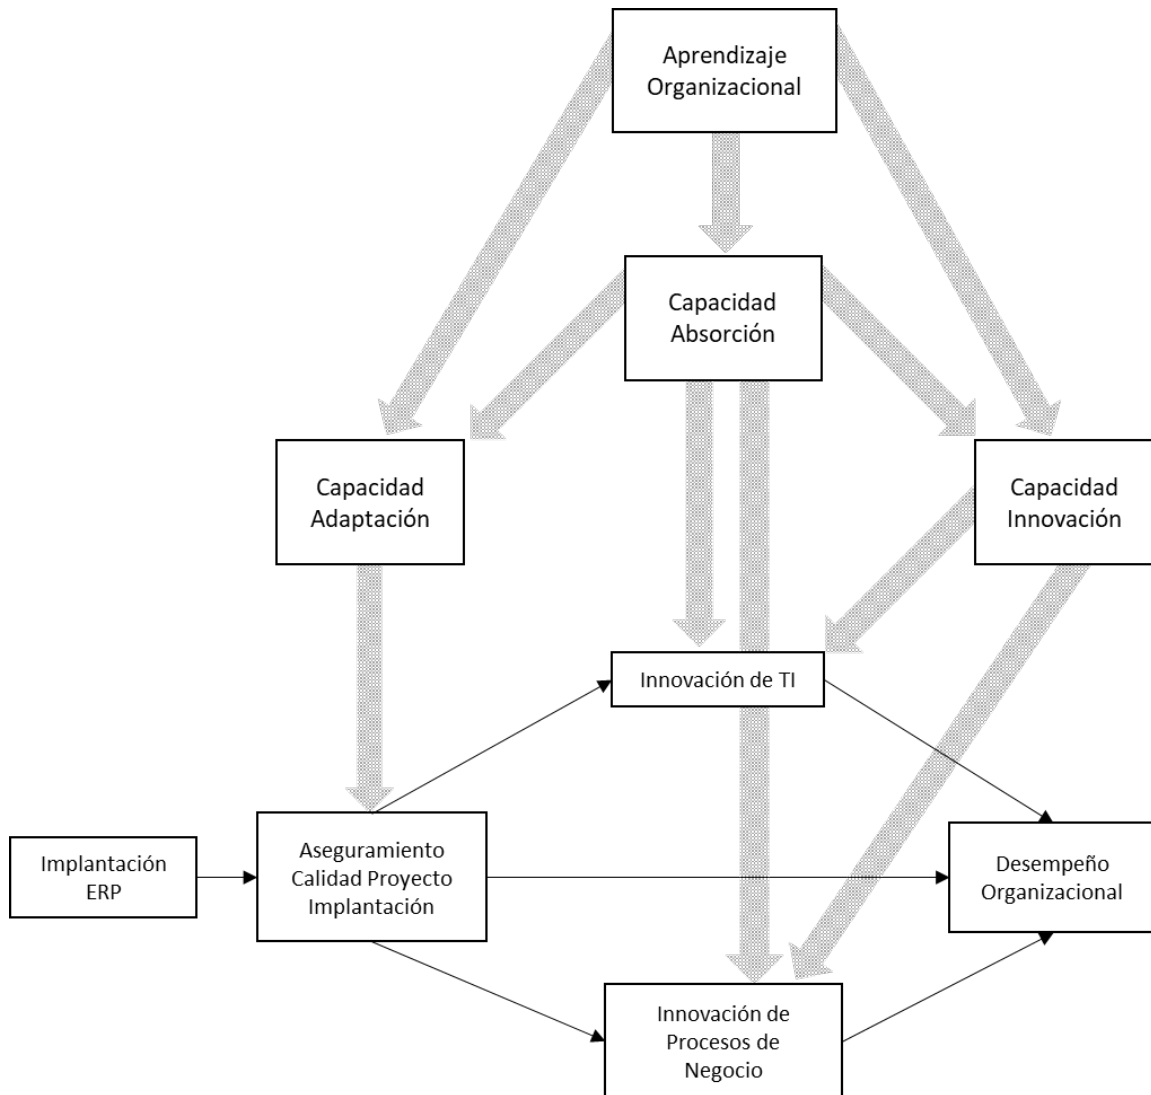 Aprendizaje
Organizacional
Capacidad
Absorción
Capacidad
Adaptación
Capacidad
Innovación
Innovación de TI
Implantación
ERP
Aseguramiento
Calidad Proyecto
Implantación
Desempeño
Organizacional
Innovación de
Procesos de
Negocio